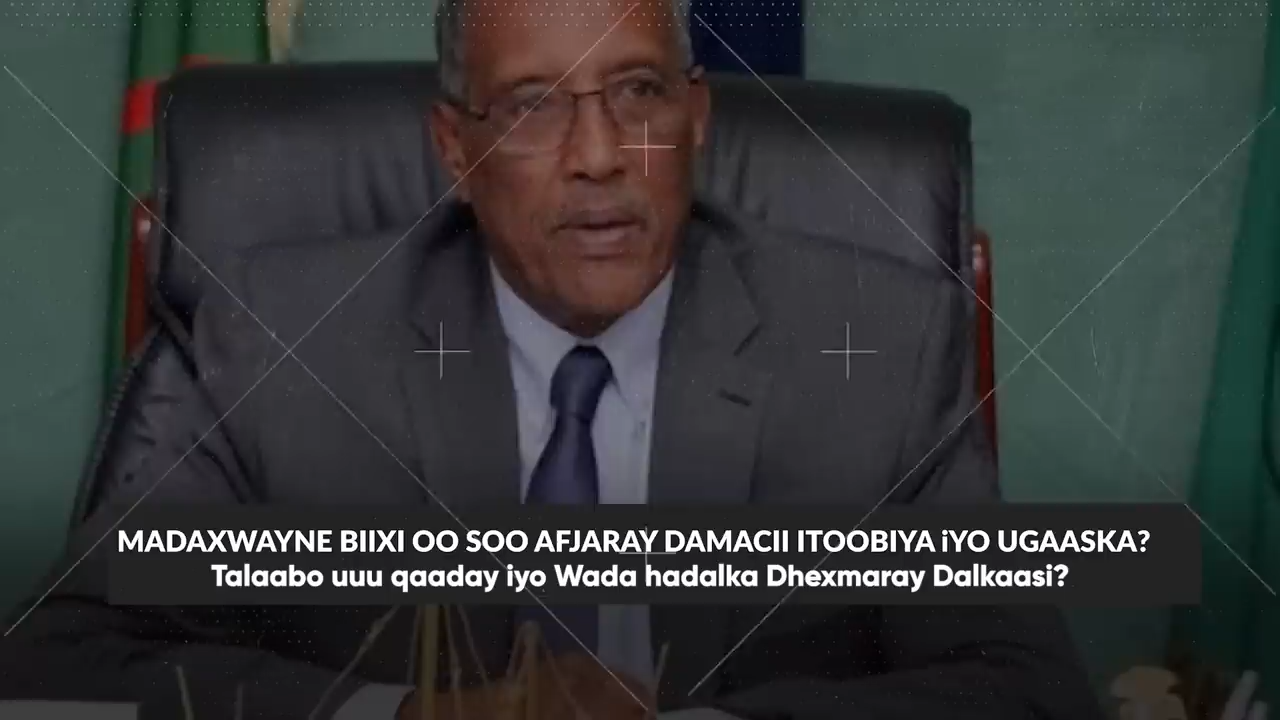 MADAXWAYNE BIIXI OO SOO AFJARAY DAMACII ITOOBIYA iYO UGAASKA?
Talaabo uuu qaaday iyo Wada hadalka Dhexmaray Dalkaasi?